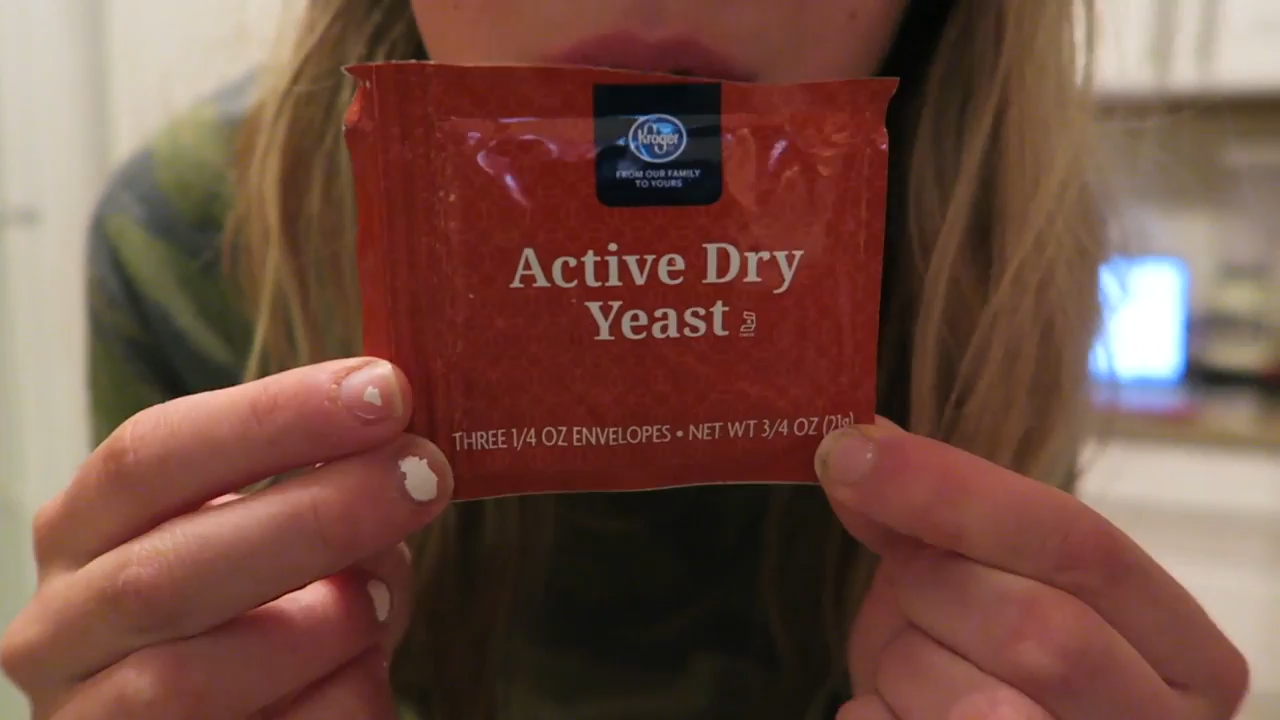 Kroger
FROM OUR FAMILY
TO YOURS
Active Dry
Yeast
THREE 1/4 OZ ENVELOPES • NET WT 3/4 OZ (21g)